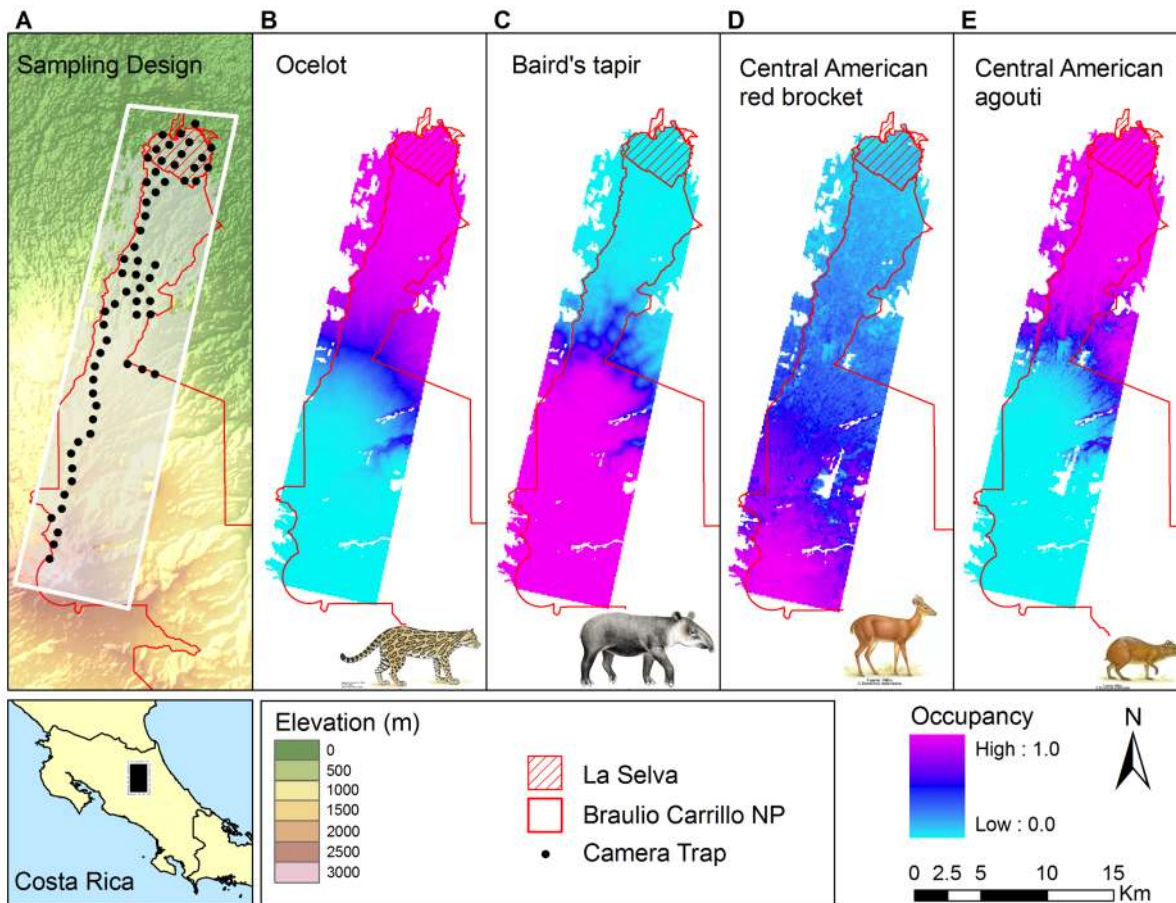 A
B
C
D
E
Sampling Design
Ocelot
Baird's tapir
Central American
red brocket
Central American
agouti
Costa Rica
Elevation (m)
0
500
1000
1500
2000
2500
3000
La Selva
Braulio Carrillo NP
Camera Trap
Occupancy
High : 1.0
Low : 0.0
N
0 2.5 5 10 15
Km